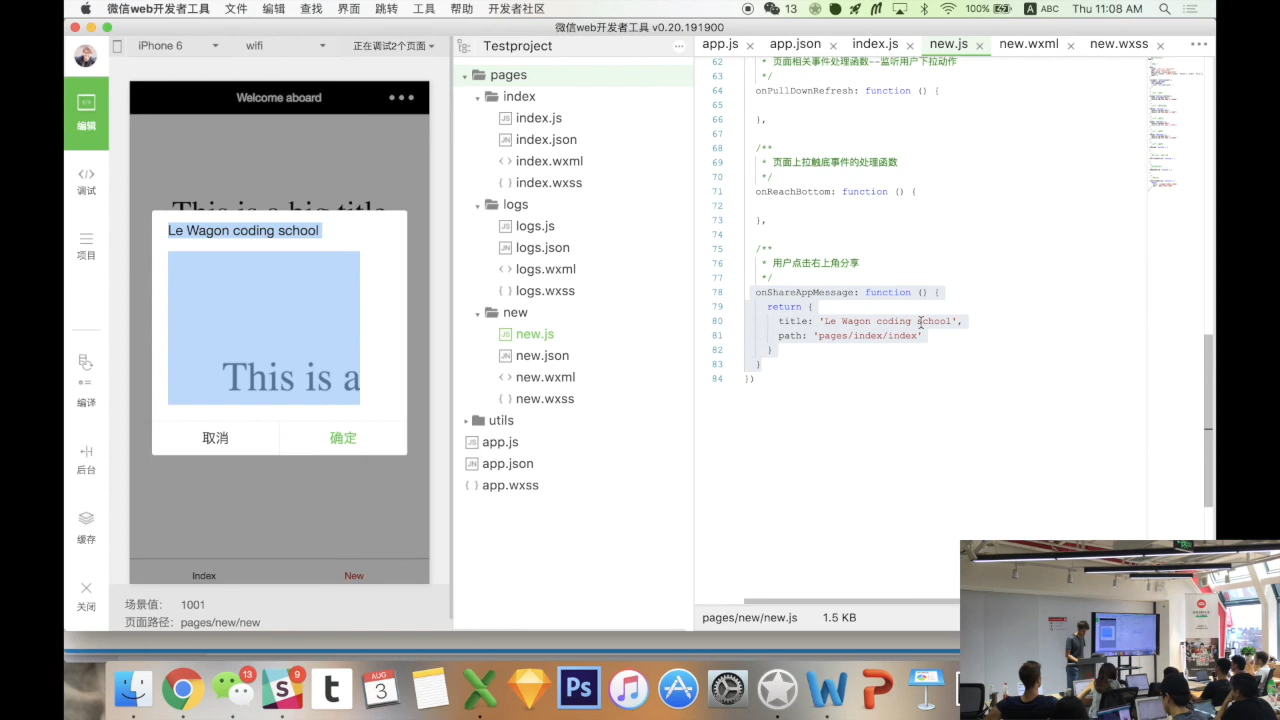 微信web开发者工具 文件 编辑 查找 界面 跳转 工具 帮助 开发者社区 13 100% A ABC Thu 11:08 AM
微信web开发者工具 v0.20.191900
iPhone 6 wifi 正在调试2个页面
编辑
调试
项目
编译
后台
缓存
关闭
Welcome aboard
This is a big title
Le Wagon coding school
This is a
取消 确定
Index New
场景值: 1001
页面路径: pages/new/new
Testproject
pages
index
index.js
index.json
index.wxml
index.wxss
logs
logs.js
logs.json
logs.wxml
logs.wxss
new
new.js
new.json
new.wxml
new.wxss
utils
app.js
app.json
app.wxss
app.js app.json index.js new.js new.wxml new.wxss
62 * 页面相关事件处理函数--监听用户下拉动作
63 */
64 onPullDownRefresh: function () {
65
66 },
67
68 /**
69 * 页面上拉触底事件的处理函数
70 */
71 onReachBottom: function () {
72
73 },
74
75 /**
76 * 用户点击右上角分享
77 */
78 onShareAppMessage: function () {
79 return {
80 title: 'Le Wagon coding school',
81 path: 'pages/index/index'
82 }
83 }
84 })
pages/new/new.js 1.5 KB
13
9
t
AUG
3
Ps